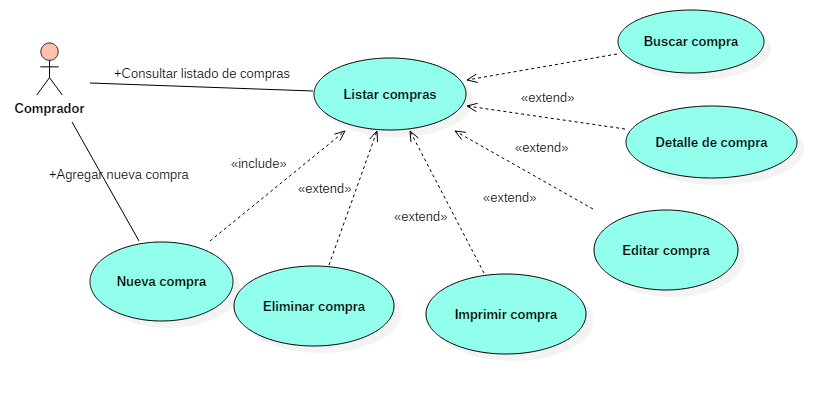 Buscar compra
+Consultar listado de compras
Listar compras
«extend»
Comprador
Detalle de compra
«extend»
«include»
+Agregar nueva compra
«extend»
«extend»
«extend»
Editar compra
Nueva compra
Eliminar compra
Imprimir compra